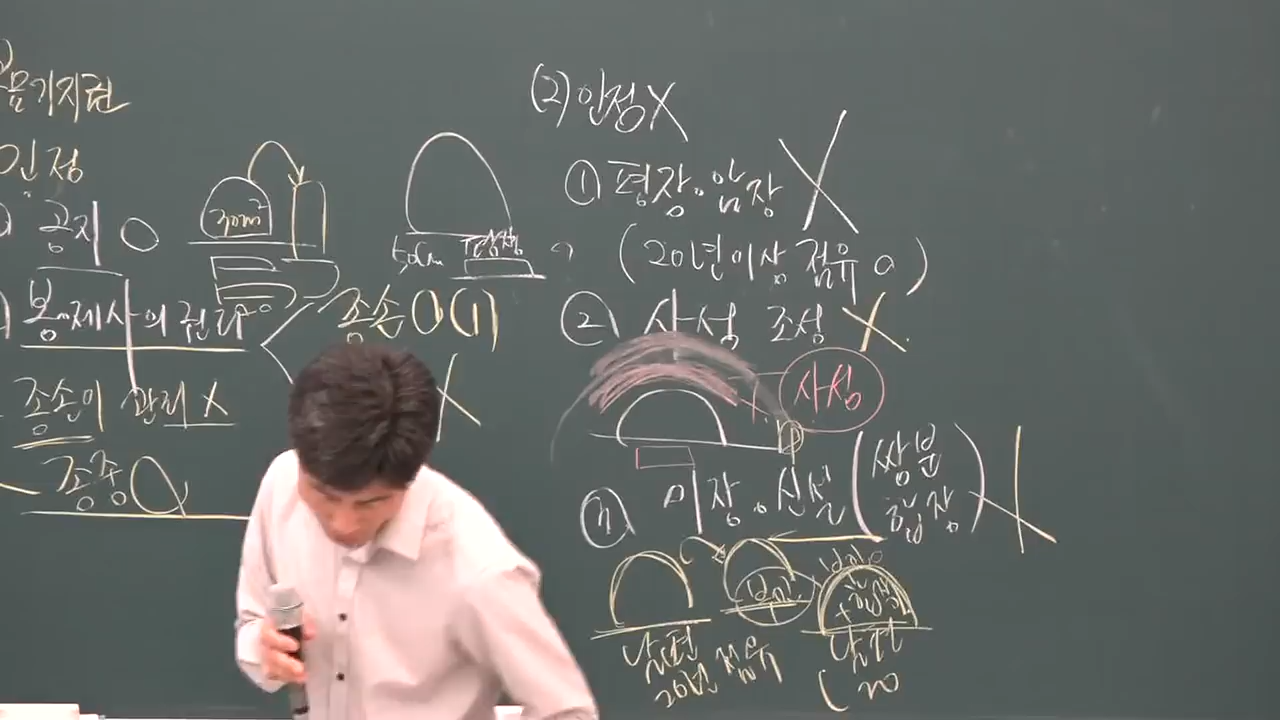 묘기지권
인정
공지 O
30m²
봉제사의 권리
종손 O (1)
종손이 관리 X
종중 O
(2) 인정 X
① 평장·암장 X
(20년 이상 점유 O)
② 사성 조성 X
사성
이장·신설 (쌍분 합장) X
남편
20년 점유
남편
20